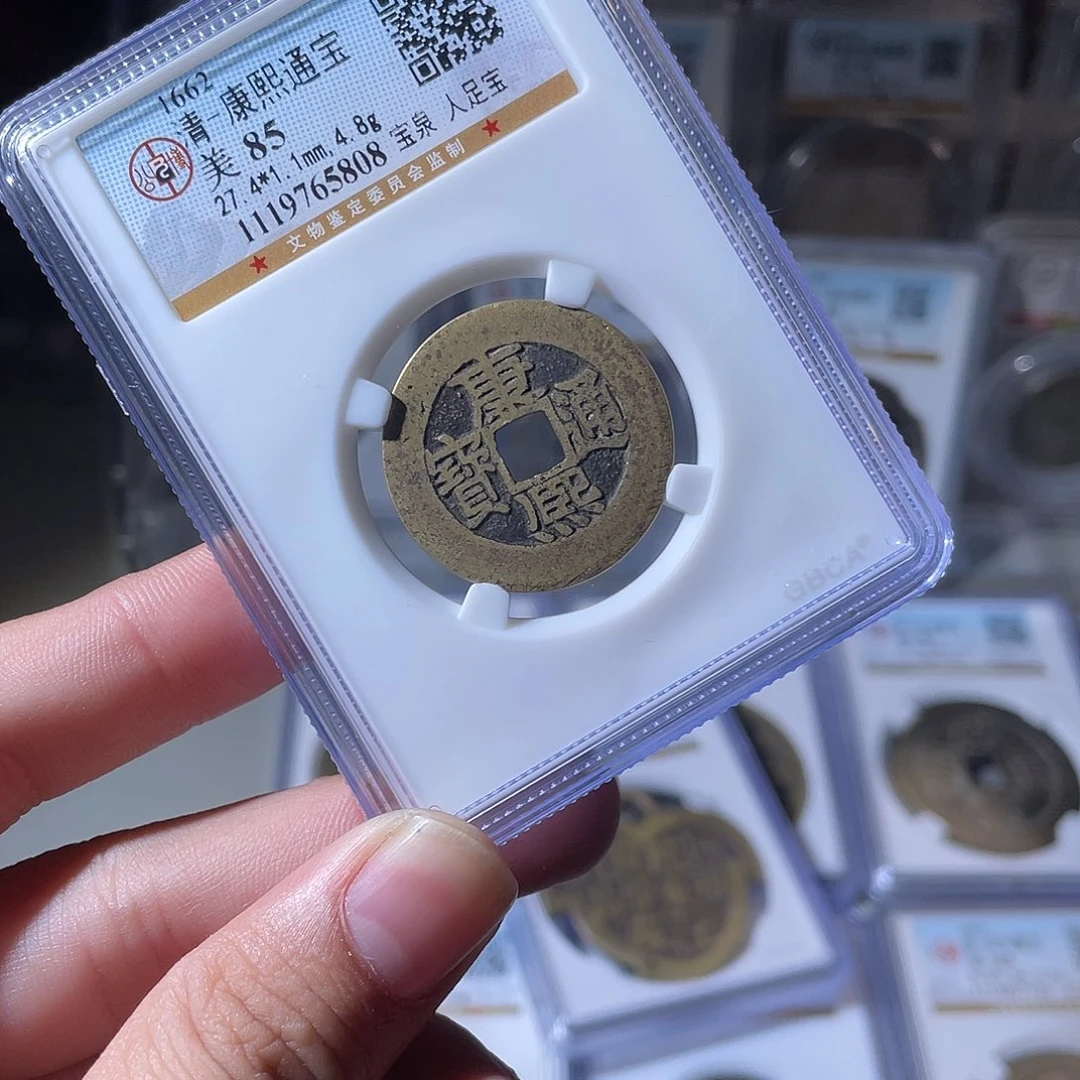 1662
清-康熙通宝
美 85
27.4*1.1mm, 4.8g 宝泉 人足宝
1119765808
★ 文物鉴定委员会监制 ★
康熙通寶
GBCA®